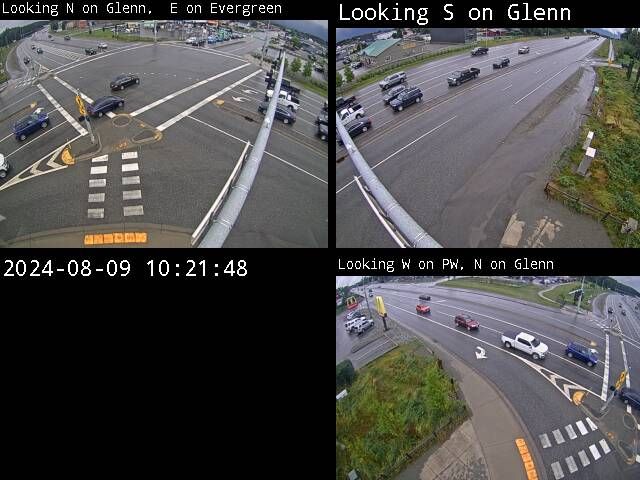 Looking N on Glenn, E on Evergreen
Looking S on Glenn
2024-08-09 10:21:48
Looking W on PW, N on Glenn